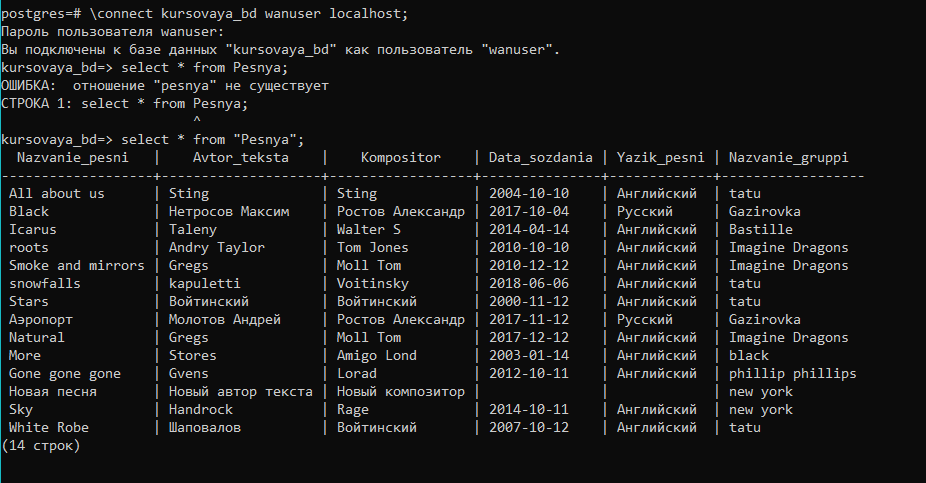 postgres=# \connect kursovaya_bd wanuser localhost;
Пароль пользователя wanuser:
Вы подключены к базе данных "kursovaya_bd" как пользователь "wanuser".
kursovaya_bd=> select * from Pesnya;
ОШИБКА:  отношение "pesnya" не существует
СТРОКА 1: select * from Pesnya;
                        ^
kursovaya_bd=> select * from "Pesnya";
  Nazvanie_pesni   |    Avtor_teksta    |    Kompositor    | Data_sozdania | Yazik_pesni | Nazvanie_gruppi
-------------------+--------------------+------------------+---------------+-------------+------------------
 All about us      | Sting              | Sting            | 2004-10-10    | Английский  | tatu
 Black             | Нетросов Максим    | Ростов Александр | 2017-10-04    | Русский     | Gazirovka
 Icarus            | Taleny             | Walter S         | 2014-04-14    | Английский  | Bastille
 roots             | Andry Taylor       | Tom Jones        | 2010-10-10    | Английский  | Imagine Dragons
 Smoke and mirrors | Gregs              | Moll Tom         | 2010-12-12    | Английский  | Imagine Dragons
 snowfalls         | kapuletti          | Voitinsky        | 2018-06-06    | Английский  | tatu
 Stars             | Войтинский         | Войтинский       | 2000-11-12    | Английский  | tatu
 Аэропорт          | Молотов Андрей     | Ростов Александр | 2017-11-12    | Русский     | Gazirovka
 Natural           | Gregs              | Moll Tom         | 2017-12-12    | Английский  | Imagine Dragons
 More              | Stores             | Amigo Lond       | 2003-01-14    | Английский  | black
 Gone gone gone    | Gvens              | Lorad            | 2012-10-11    | Английский  | phillip phillips
 Новая песня       | Новый автор текста | Новый композитор |               |             | new york
 Sky               | Handrock           | Rage             | 2014-10-11    | Английский  | new york
 White Robe        | Шаповалов          | Войтинский       | 2007-10-12    | Английский  | tatu
(14 строк)